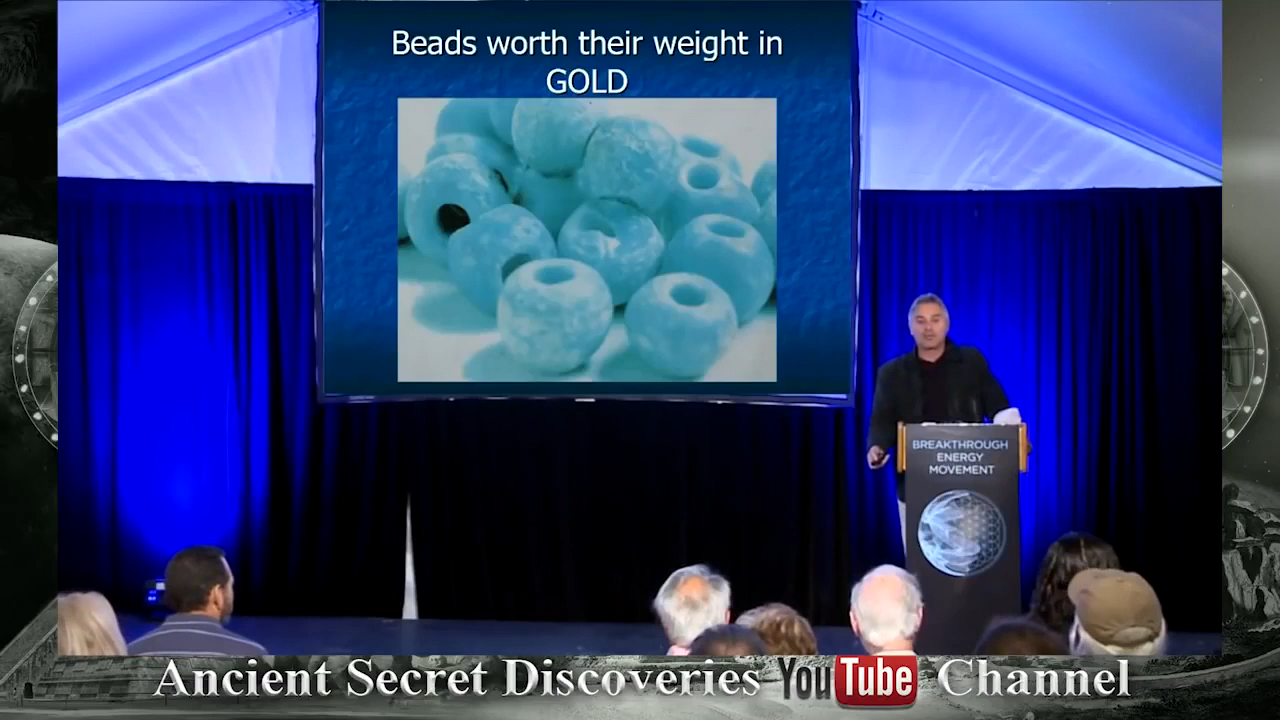 Beads worth their weight in
GOLD
BREAKTHROUGH
ENERGY
MOVEMENT
Ancient Secret Discoveries YouTube Channel